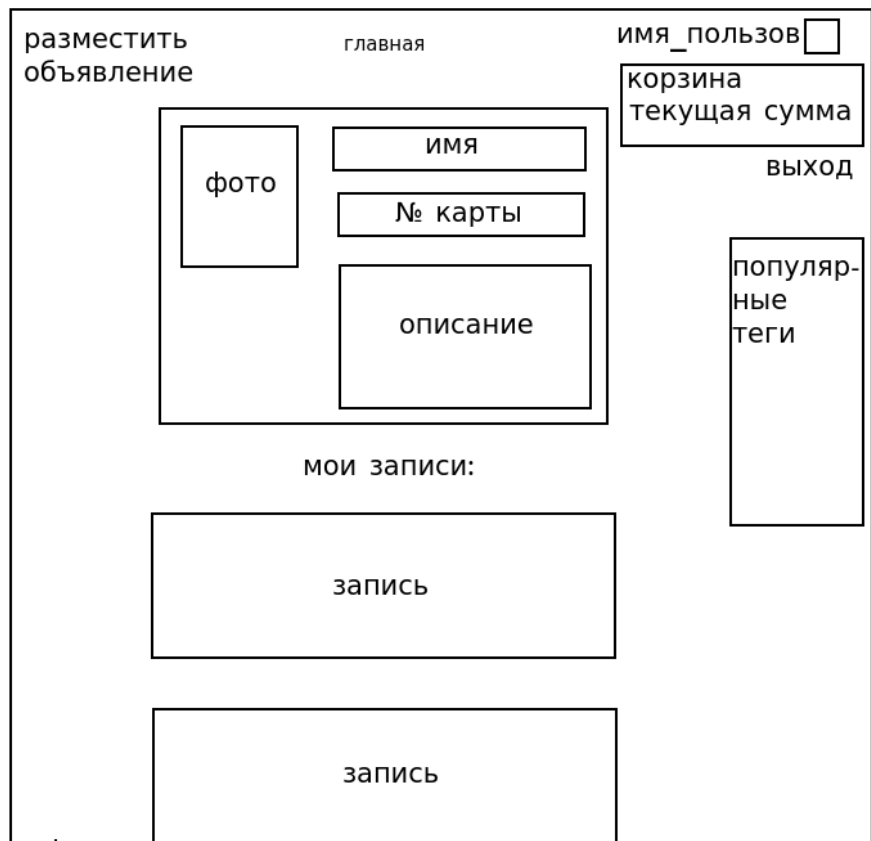 разместить
объявление
главная
имя_пользов
корзина
текущая сумма
выход
фото
имя
№ карты
описание
популяр-
ные
теги
мои записи:
запись
запись